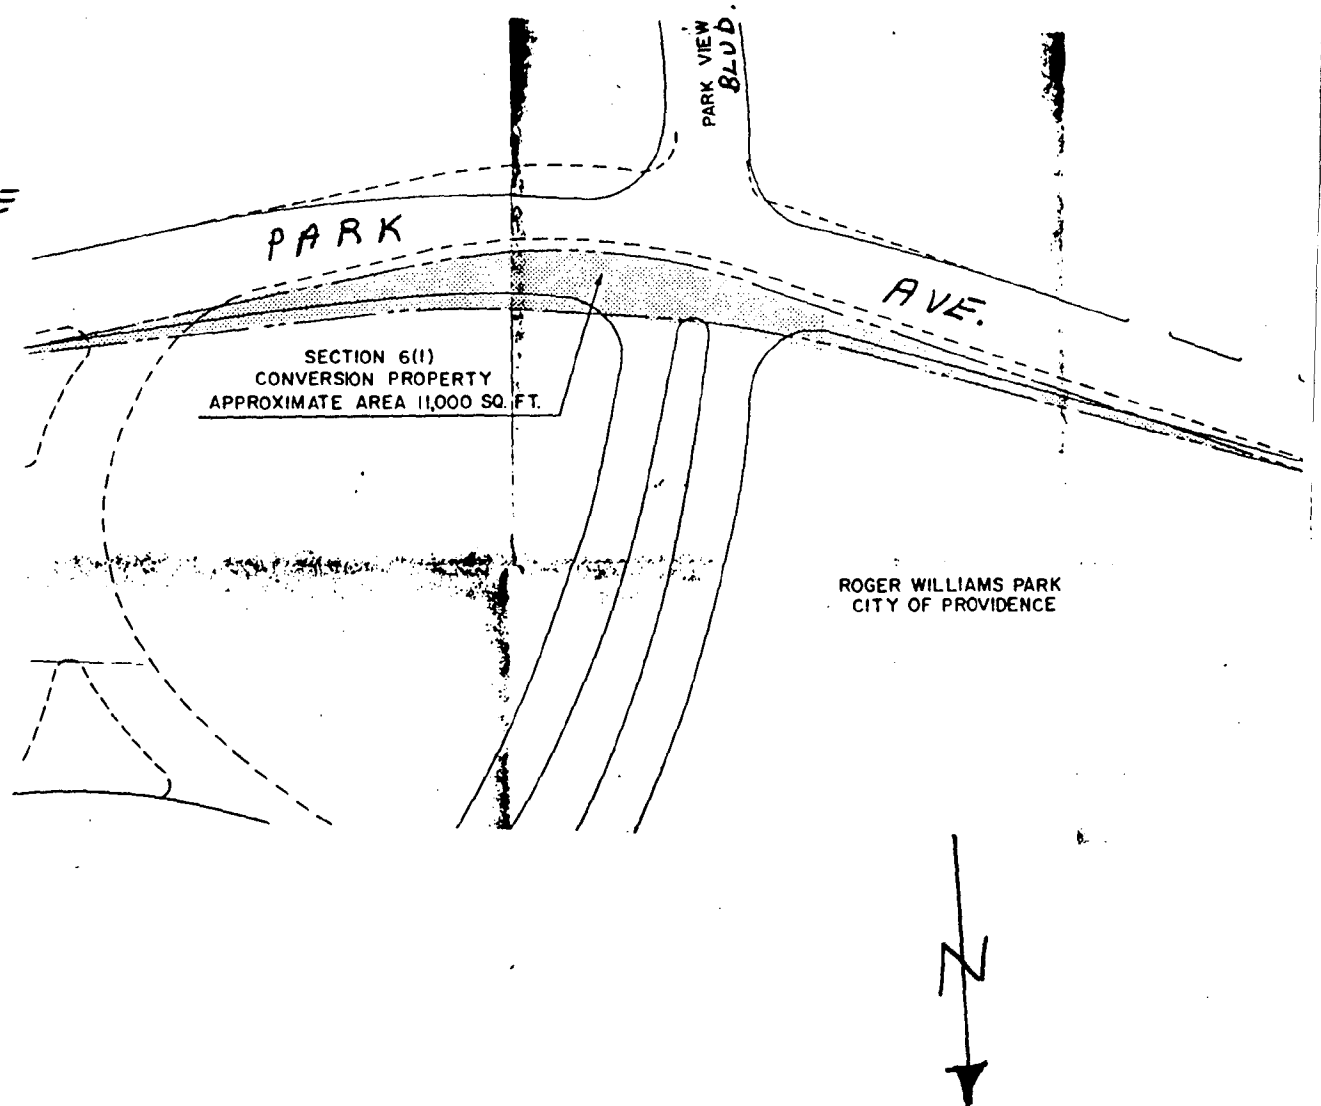 PARK VIEW
BLVD.
PARK
AVE.
SECTION 6(1)
CONVERSION PROPERTY
APPROXIMATE AREA 11,000 SQ. FT.
ROGER WILLIAMS PARK
CITY OF PROVIDENCE
N